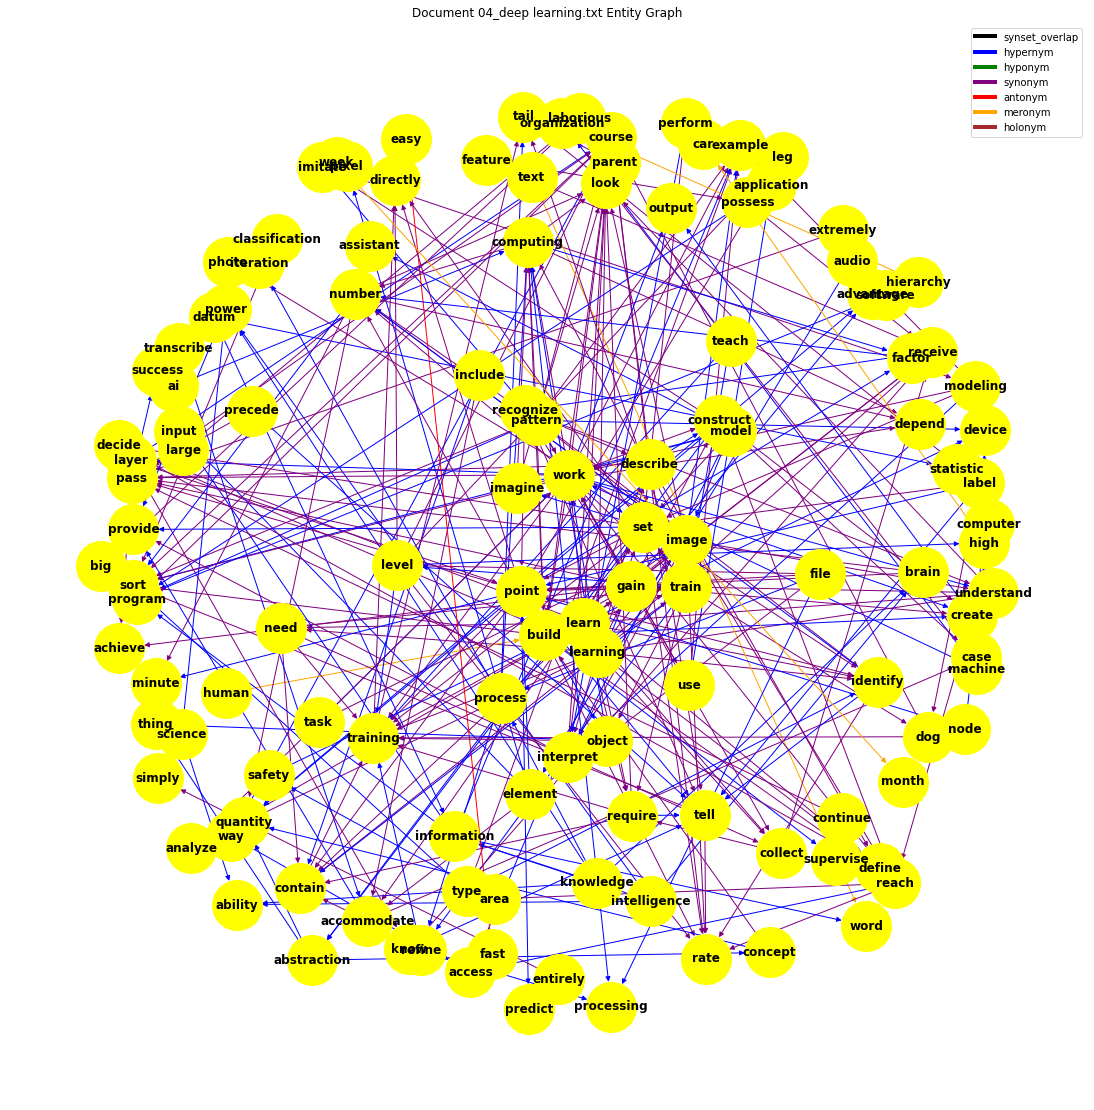 Document 04_deep learning.txt Entity Graph
synset_overlap
hypernym
hyponym
synonym
antonym
meronym
holonym
tail
organization
laborious
course
perform
car
example
easy
feature
parent
leg
week
imitate
pixel
directly
text
look
application
possess
output
extremely
classification
assistant
computing
photo
iteration
audio
hierarchy
number
advantage
software
power
datum
teach
transcribe
success
ai
include
factor
receive
modeling
precede
recognize
pattern
construct
model
depend
device
input
decide
large
layer
pass
work
describe
statistic
label
imagine
provide
set
image
computer
high
big
level
sort
program
point
gain
train
file
brain
understand
create
need
learn
build
learning
achieve
case
machine
minute
human
process
use
identify
thing
science
task
training
interpret
object
dog
node
simply
safety
element
month
quantity
way
analyze
information
require
tell
continue
collect
supervise
define
reach
contain
ability
type
area
knowledge
intelligence
accommodate
word
know
refine
fast
access
abstraction
entirely
rate
concept
predict
processing